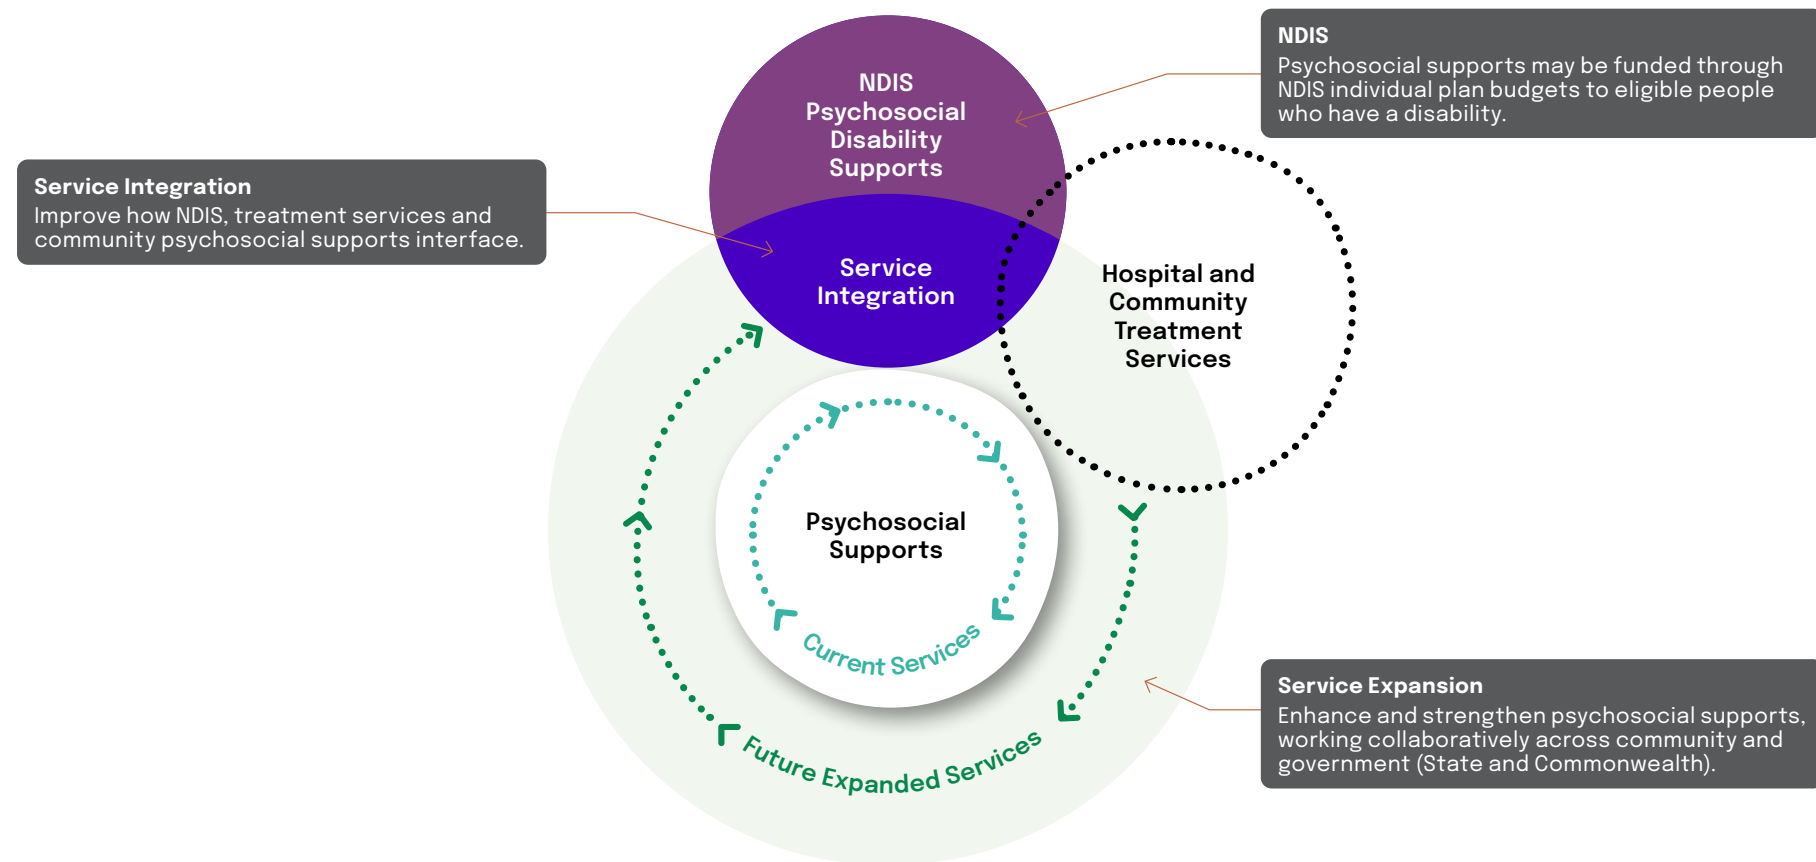 NDIS
Psychosocial
Disability
Supports
NDIS
Psychosocial supports may be funded through
NDIS individual plan budgets to eligible people
who have a disability.
Service Integration
Improve how NDIS, treatment services and
community psychosocial supports interface.
Service
Integration
Hospital and
Community
Treatment
Services
Psychosocial
Supports
Current Services
Future Expanded Services
Service Expansion
Enhance and strengthen psychosocial supports,
working collaboratively across community and
government (State and Commonwealth).